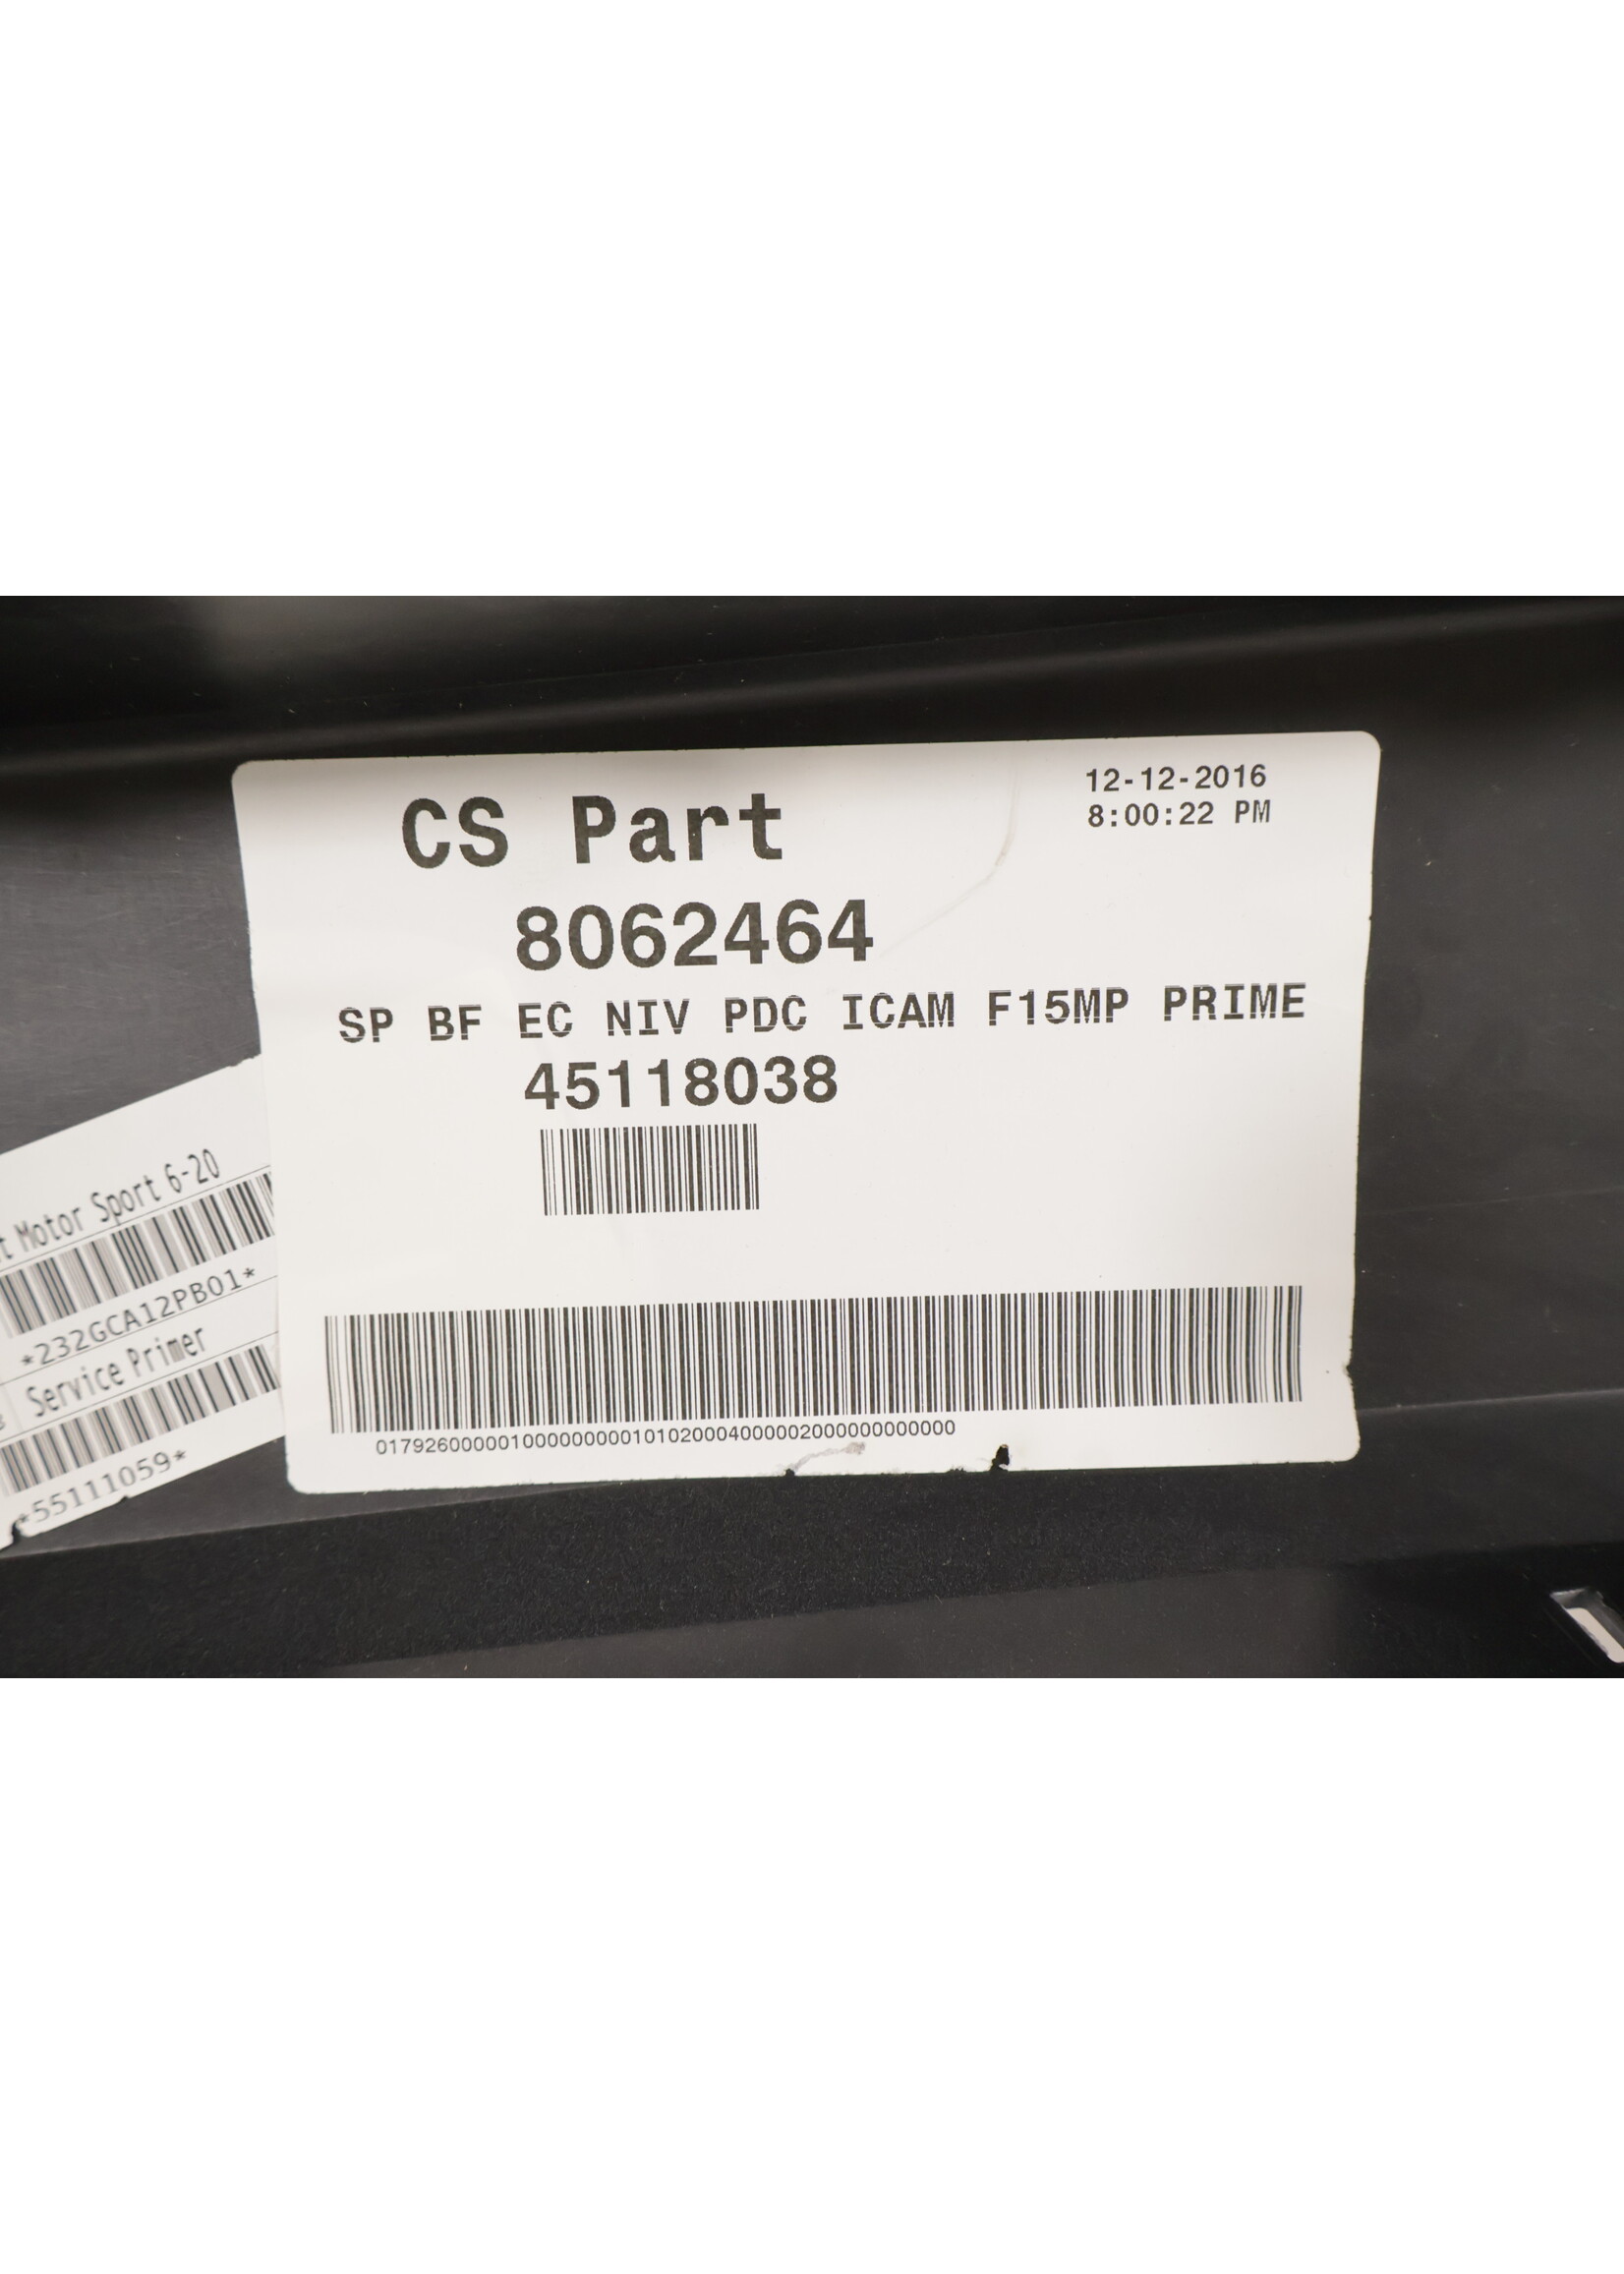 CS Part
12-12-2016
8:00:22 PM
8062464
SP BF EC NIV PDC ICAM F15MP PRIME
45118038
Motor Sport 6-20
*232GCA12PB01*
Service Primer
*55111059*